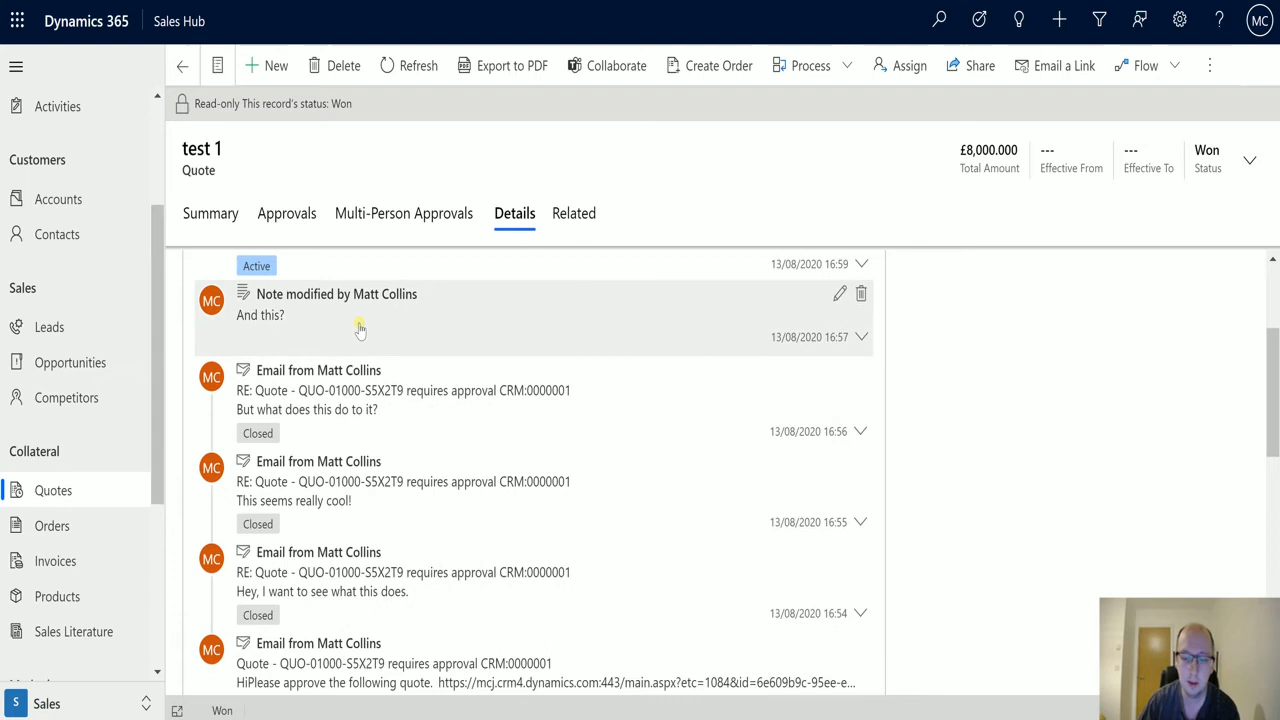 Dynamics 365
Sales Hub
MC
New
Delete
Refresh
Export to PDF
Collaborate
Create Order
Process
Assign
Share
Email a Link
Flow
Read-only This record's status: Won
test 1
Quote
£8,000.000
Total Amount
---
Effective From
---
Effective To
Won
Status
Summary
Approvals
Multi-Person Approvals
Details
Related
Activities
Customers
Accounts
Contacts
Sales
Leads
Opportunities
Competitors
Collateral
Quotes
Orders
Invoices
Products
Sales Literature
S
Sales
Active
13/08/2020 16:59
MC
Note modified by Matt Collins
And this?
13/08/2020 16:57
MC
Email from Matt Collins
RE: Quote - QUO-01000-S5X2T9 requires approval CRM:0000001
But what does this do to it?
Closed
13/08/2020 16:56
MC
Email from Matt Collins
RE: Quote - QUO-01000-S5X2T9 requires approval CRM:0000001
This seems really cool!
Closed
13/08/2020 16:55
MC
Email from Matt Collins
RE: Quote - QUO-01000-S5X2T9 requires approval CRM:0000001
Hey, I want to see what this does.
Closed
13/08/2020 16:54
MC
Email from Matt Collins
Quote - QUO-01000-S5X2T9 requires approval CRM:0000001
HiPlease approve the following quote. https://mcj.crm4.dynamics.com:443/main.aspx?etc=1084&id=6e609b9c-95ee-e...
Won